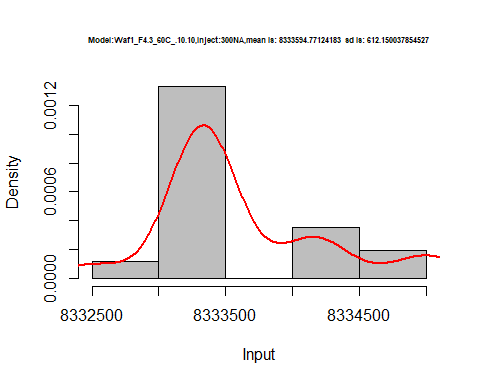 Model:Waf1_F4.3_60C_.10.10,Inject:300NA,mean is: 8333594.77124183 sd is: 612.150037854527
0.0012
0.0006
0.0000
Density
8332500 8333500 8334500
Input